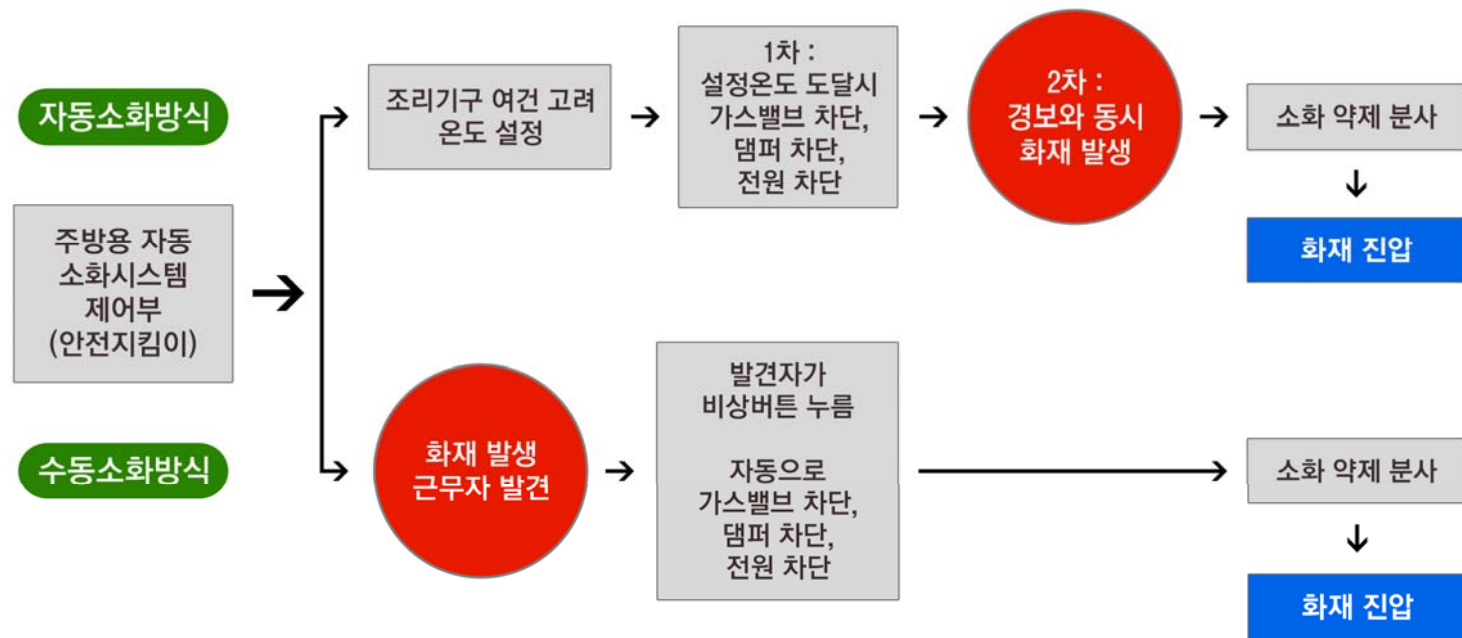 자동소화방식
조리기구 여건 고려
온도 설정
1차 :
설정온도 도달시
가스밸브 차단,
댐퍼 차단,
전원 차단
2차 :
경보와 동시
화재 발생
소화 약제 분사
화재 진압
주방용 자동
소화시스템
제어부
(안전지킴이)
수동소화방식
화재 발생
근무자 발견
발견자가
비상버튼 누름
자동으로
가스밸브 차단,
댐퍼 차단,
전원 차단
소화 약제 분사
화재 진압